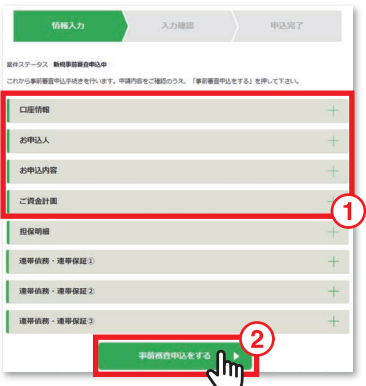 情報入力
入力確認
申込完了
案件ステータス 新規事前審査申込中
これから事前審査申込手続きを行います。申請内容をご確認のうえ、「事前審査申込をする」を押して下さい。
口座情報
お申込人
お申込内容
ご資金計画
①
担保明細
連帯債務・連帯保証①
連帯債務・連帯保証②
連帯債務・連帯保証③
②
事前審査申込をする